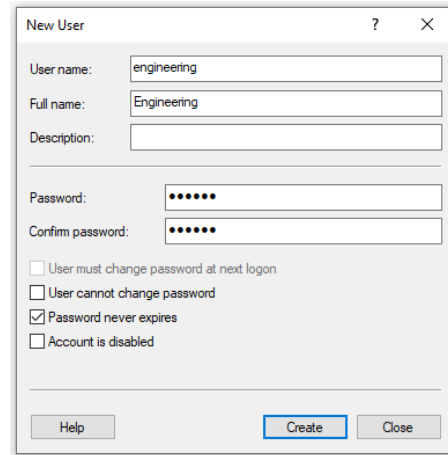 New User ? ×
User name: engineering
Full name: Engineering
Description:
Password: ●●●●●●
Confirm password: ●●●●●●
User must change password at next logon
User cannot change password
Password never expires
Account is disabled
Help Create Close